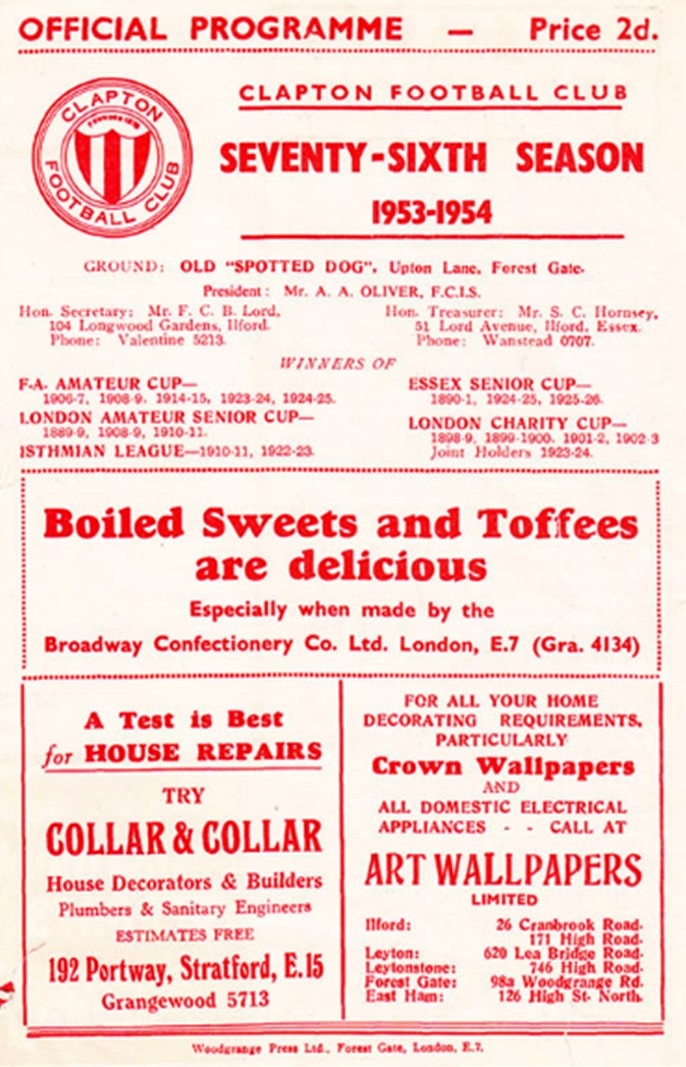 OFFICIAL PROGRAMME — Price 2d.
CLAPTON FOOTBALL CLUB
CLAPTON FOOTBALL CLUB
SEVENTY-SIXTH SEASON
1953-1954
GROUND: OLD "SPOTTED DOG", Upton Lane, Forest Gate.
President: Mr. A. A. OLIVER, F.C.I.S.
Hon. Secretary: Mr. F. C. B. Lord,
104 Longwood Gardens, Ilford.
Phone: Valentine 5213.
Hon. Treasurer: Mr. S. C. Hornsey,
51 Lord Avenue, Ilford, Essex.
Phone: Wanstead 0707.
WINNERS OF
F.A. AMATEUR CUP—
1906-7, 1908-9, 1914-15, 1923-24, 1924-25.
LONDON AMATEUR SENIOR CUP—
1889-9, 1908-9, 1910-11.
ISTHMIAN LEAGUE—1910-11, 1922-23.
ESSEX SENIOR CUP—
1890-1, 1924-25, 1925-26.
LONDON CHARITY CUP—
1898-9, 1899-1900, 1901-2, 1902-3
Joint Holders 1923-24.
Boiled Sweets and Toffees
are delicious
Especially when made by the
Broadway Confectionery Co. Ltd. London, E.7 (Gra. 4134)
A Test is Best
for HOUSE REPAIRS
TRY
COLLAR & COLLAR
House Decorators & Builders
Plumbers & Sanitary Engineers
ESTIMATES FREE
192 Portway, Stratford, E.15
Grangewood 5713
FOR ALL YOUR HOME
DECORATING REQUIREMENTS,
PARTICULARLY
Crown Wallpapers
AND
ALL DOMESTIC ELECTRICAL
APPLIANCES - - CALL AT
ART WALLPAPERS
LIMITED
Ilford: 26 Cranbrook Road.
171 High Road.
Leyton: 620 Lea Bridge Road.
Leytonstone: 746 High Road.
Forest Gate: 98a Woodgrange Rd.
East Ham: 126 High St. North.
Woodgrange Press Ltd., Forest Gate, London, E.7.